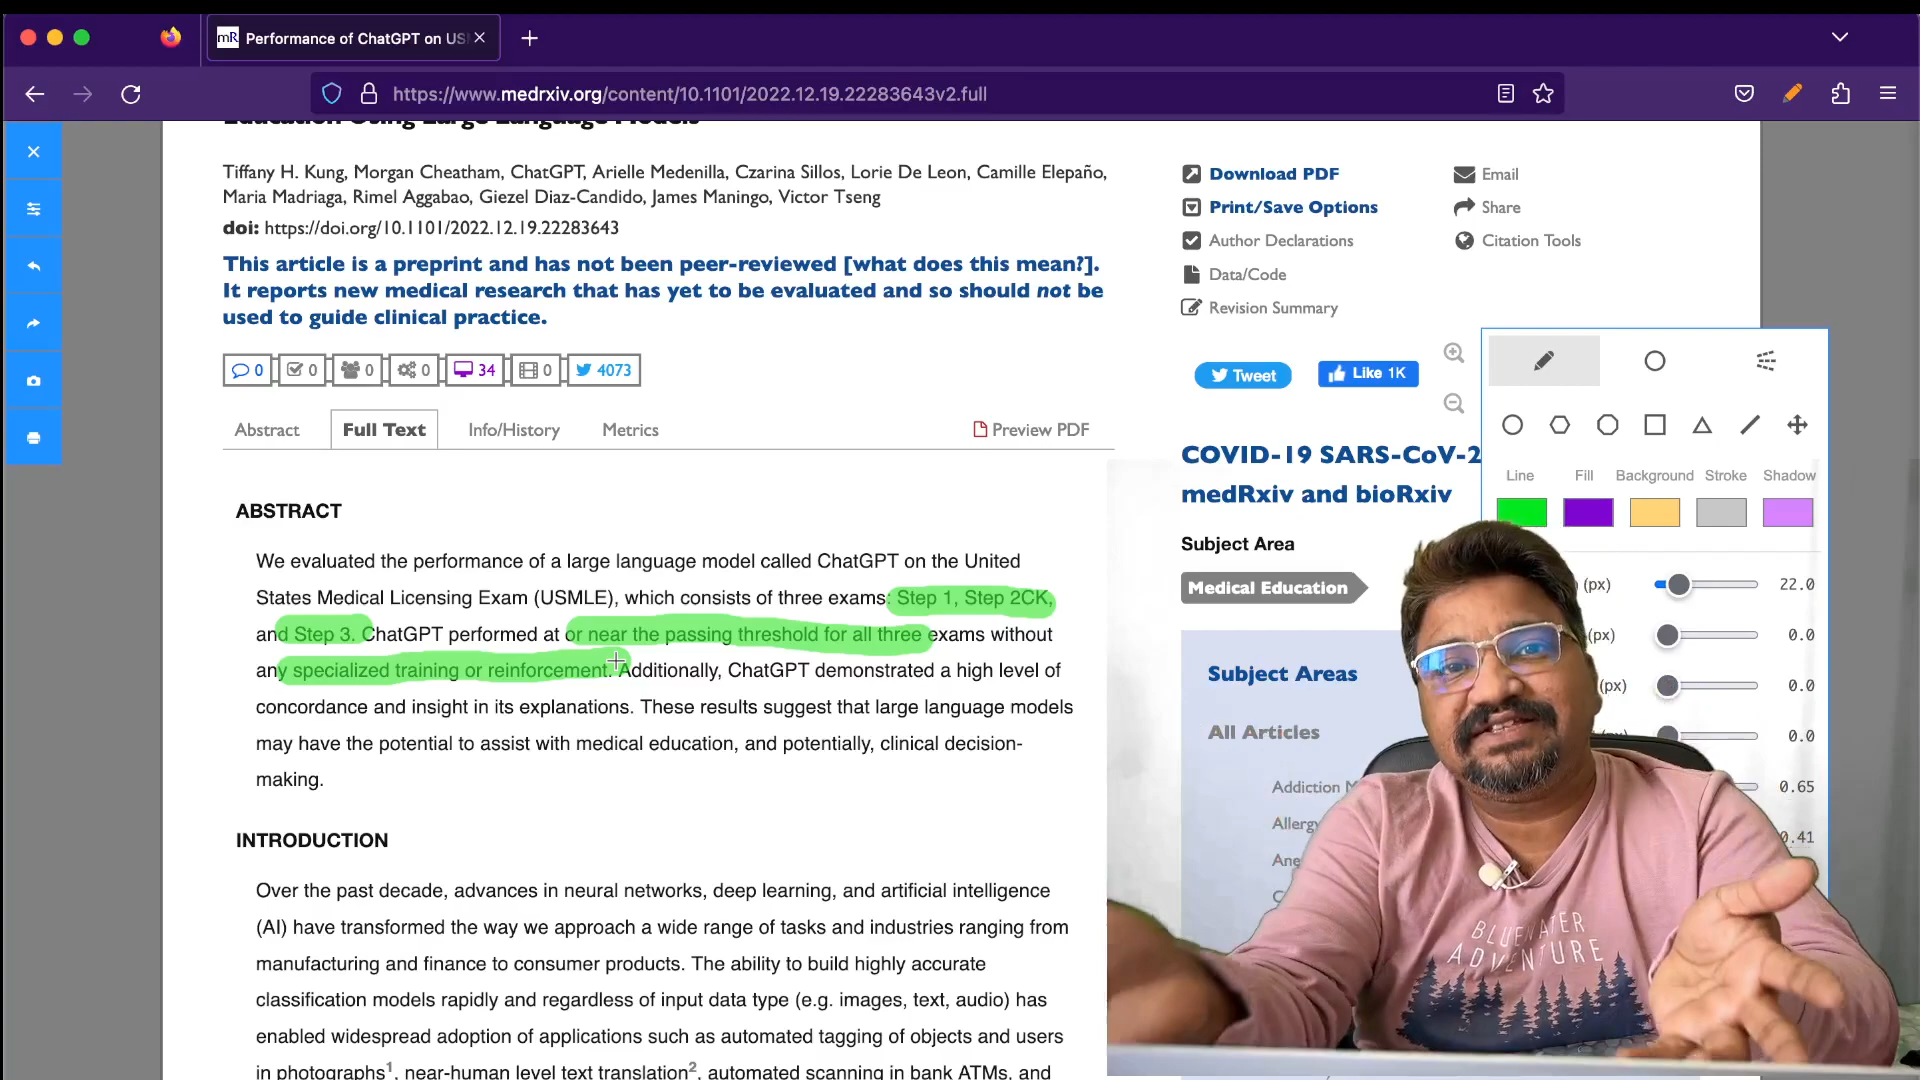 mR Performance of ChatGPT on US
https://www.medrxiv.org/content/10.1101/2022.12.19.22283643v2.full
Education Using Large Language Models
Tiffany H. Kung, Morgan Cheatham, ChatGPT, Arielle Medenilla, Czarina Sillos, Lorie De Leon, Camille Elepaño,
Maria Madriaga, Rimel Aggabao, Giezel Diaz-Candido, James Maningo, Victor Tseng
doi: https://doi.org/10.1101/2022.12.19.22283643
This article is a preprint and has not been peer-reviewed [what does this mean?].
It reports new medical research that has yet to be evaluated and so should not be
used to guide clinical practice.
0 0 0 0 34 0 4073
Abstract Full Text Info/History Metrics Preview PDF
ABSTRACT
We evaluated the performance of a large language model called ChatGPT on the United
States Medical Licensing Exam (USMLE), which consists of three exams: Step 1, Step 2CK,
and Step 3. ChatGPT performed at or near the passing threshold for all three exams without
any specialized training or reinforcement. Additionally, ChatGPT demonstrated a high level of
concordance and insight in its explanations. These results suggest that large language models
may have the potential to assist with medical education, and potentially, clinical decision-
making.
INTRODUCTION
Over the past decade, advances in neural networks, deep learning, and artificial intelligence
(AI) have transformed the way we approach a wide range of tasks and industries ranging from
manufacturing and finance to consumer products. The ability to build highly accurate
classification models rapidly and regardless of input data type (e.g. images, text, audio) has
enabled widespread adoption of applications such as automated tagging of objects and users
in photographs1, near-human level text translation2, automated scanning in bank ATMs, and
Download PDF Email
Print/Save Options Share
Author Declarations Citation Tools
Data/Code
Revision Summary
Tweet Like 1K
COVID-19 SARS-CoV-2
medRxiv and bioRxiv
Subject Area
Medical Education
Subject Areas
All Articles
Addiction M
Allergy
Ane
Line Fill Background Stroke Shadow
(px) 22.0
(px) 0.0
(px) 0.0
0.0
0.65
0.41
BLUEWATER
ADVENTURE